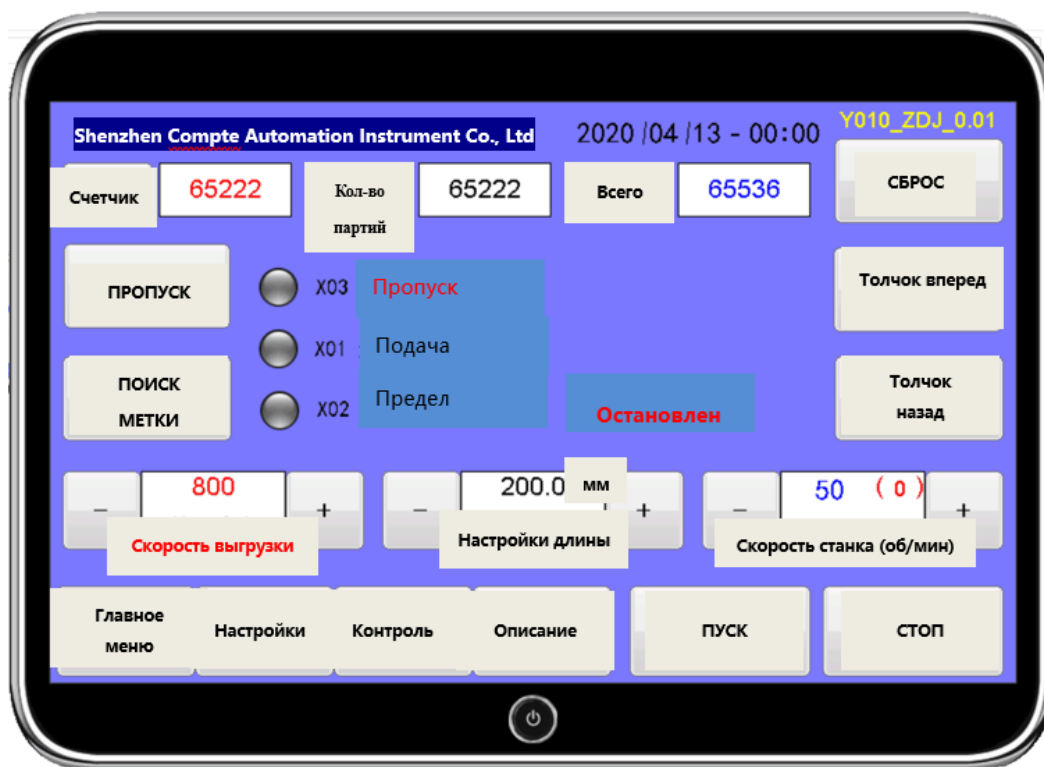 Shenzhen Compte Automation Instrument Co., Ltd
2020 /04 /13 - 00:00
Y010_ZDJ_0.01
Счетчик
65222
Кол-во
партий
65222
Всего
65536
СБРОС
ПРОПУСК
X03
Пропуск
Толчок вперед
X01
Подача
ПОИСК
МЕТКИ
X02
Предел
Остановлен
Толчок
назад
-
800
+
-
200.0
мм
+
-
50
( 0 )
+
Скорость выгрузки
Настройки длины
Скорость станка (об/мин)
Главное
меню
Настройки
Контроль
Описание
ПУСК
СТОП